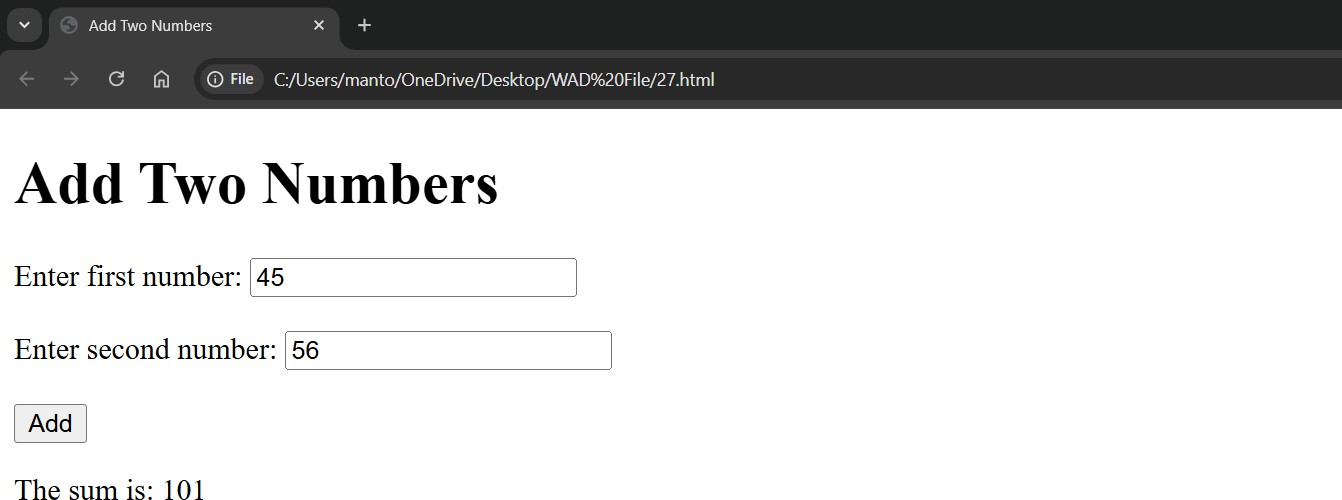 Add Two Numbers
File C:/Users/manto/OneDrive/Desktop/WAD%20File/27.html
Add Two Numbers
Enter first number: 45
Enter second number: 56
Add
The sum is: 101